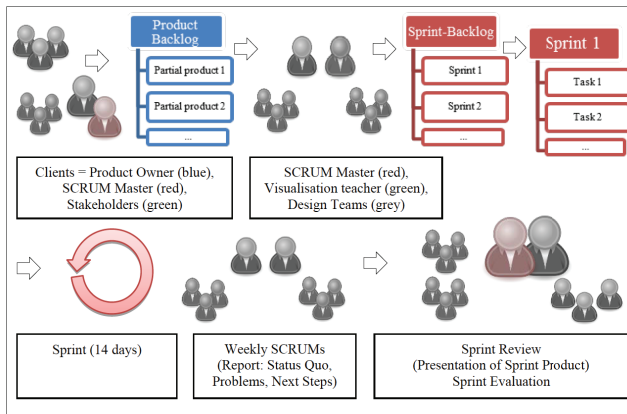 Product
Backlog
Partial product 1
Partial product 2
...
Sprint-Backlog
Sprint 1
Sprint 2
...
Sprint 1
Task 1
Task 2
...
Clients = Product Owner (blue),
SCRUM Master (red),
Stakeholders (green)
SCRUM Master (red),
Visualisation teacher (green),
Design Teams (grey)
Sprint (14 days)
Weekly SCRUMs
(Report: Status Quo,
Problems, Next Steps)
Sprint Review
(Presentation of Sprint Product)
Sprint Evaluation